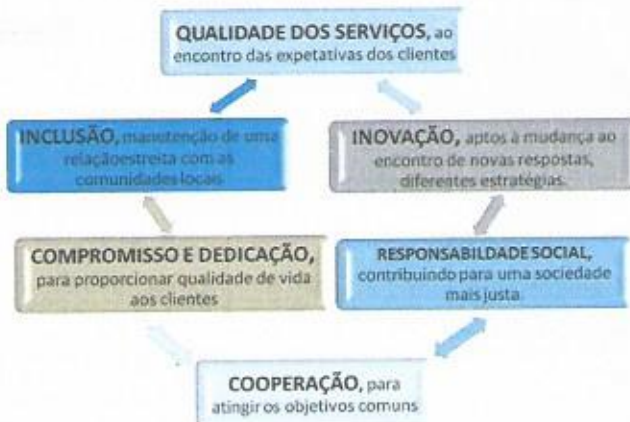 QUALIDADE DOS SERVIÇOS, ao
encontro das expetativas dos clientes
INCLUSÃO, manutenção de uma
relaçãoestreita com as
comunidades locais
INOVAÇÃO, aptos à mudança ao
encontro de novas respostas,
diferentes estratégias.
COMPROMISSO E DEDICAÇÃO,
para proporcionar qualidade de vida
aos clientes
RESPONSABILDADE SOCIAL,
contribuindo para uma sociedade
mais justa
COOPERAÇÃO, para
atingir os objetivos comuns